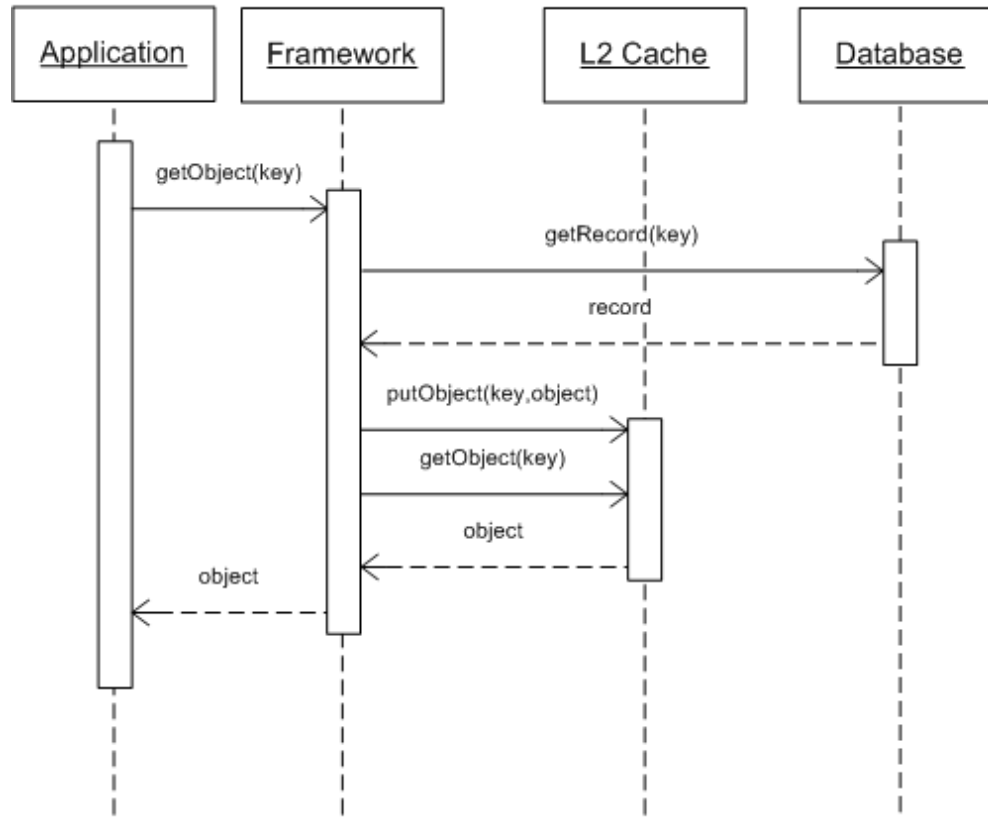 Application
Framework
L2 Cache
Database
getObject(key)
getRecord(key)
record
putObject(key,object)
getObject(key)
object
object